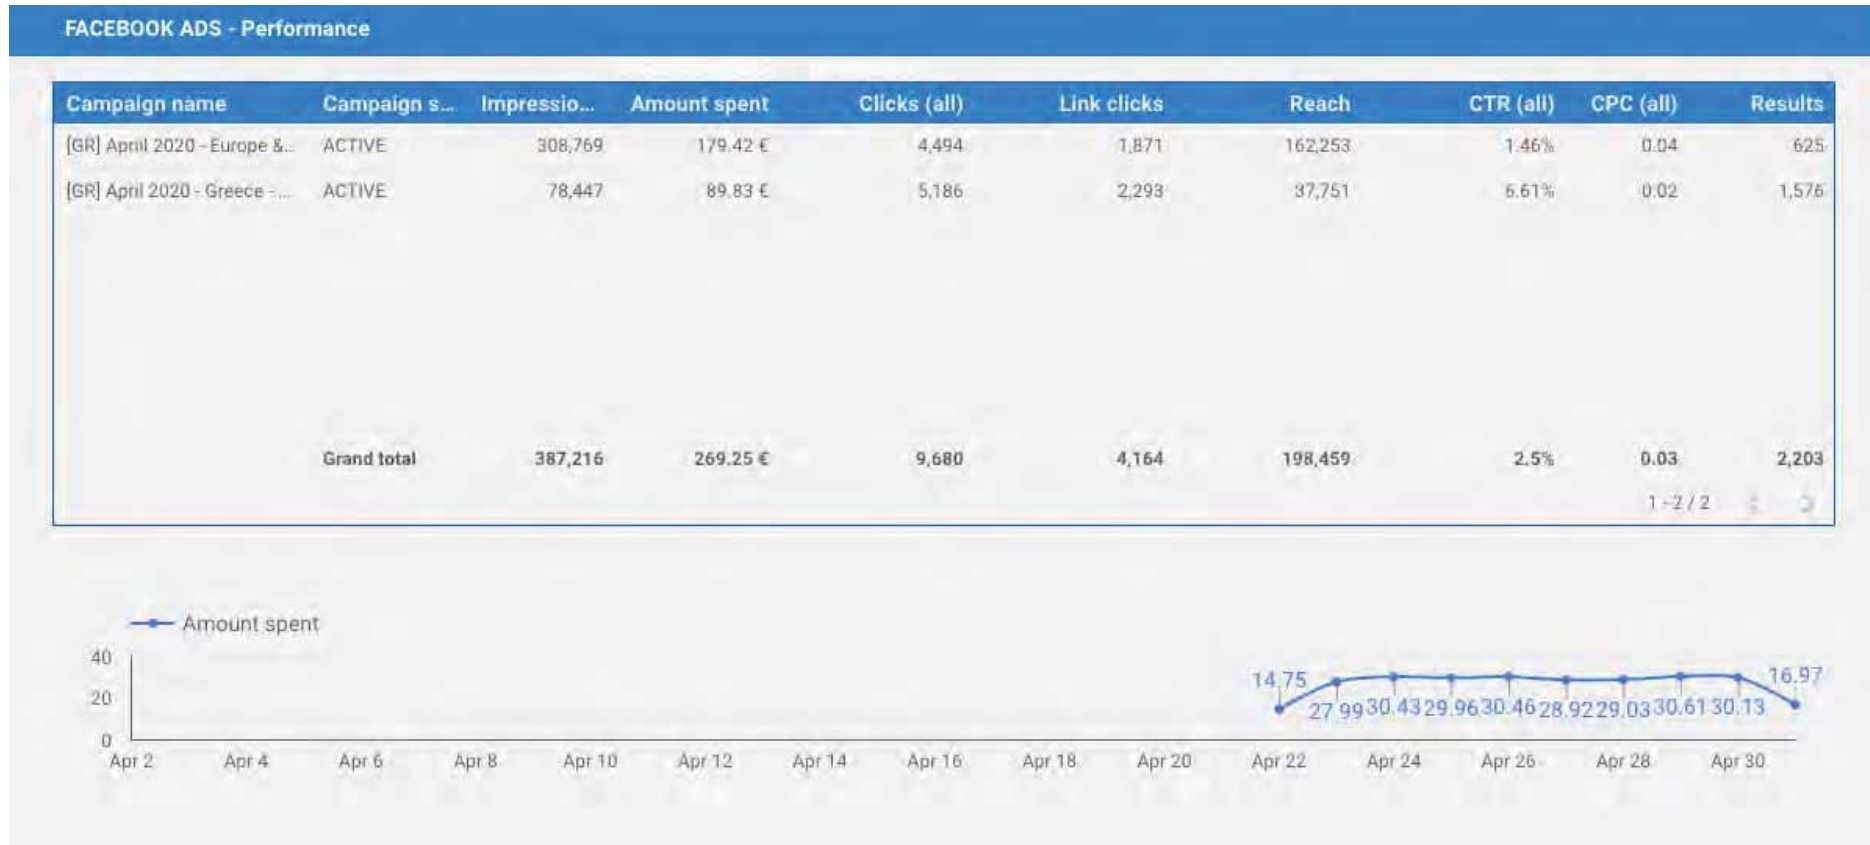 FACEBOOK ADS - Performance
Campaign name Campaign s... Impressio... Amount spent Clicks (all) Link clicks Reach CTR (all) CPC (all) Results
[GR] April 2020 - Europe &... ACTIVE 308,769 179.42 € 4,494 1,871 162,253 1.46% 0.04 625
[GR] April 2020 - Greece -... ACTIVE 78,447 89.83 € 5,186 2,293 37,751 6.61% 0.02 1,576
Grand total 387,216 269.25 € 9,680 4,164 198,459 2.5% 0.03 2,203
1 - 2 / 2
Amount spent
40
20
0
14.75 27.99 30.43 29.96 30.46 28.92 29.03 30.61 30.13 16.97
Apr 2 Apr 4 Apr 6 Apr 8 Apr 10 Apr 12 Apr 14 Apr 16 Apr 18 Apr 20 Apr 22 Apr 24 Apr 26 Apr 28 Apr 30